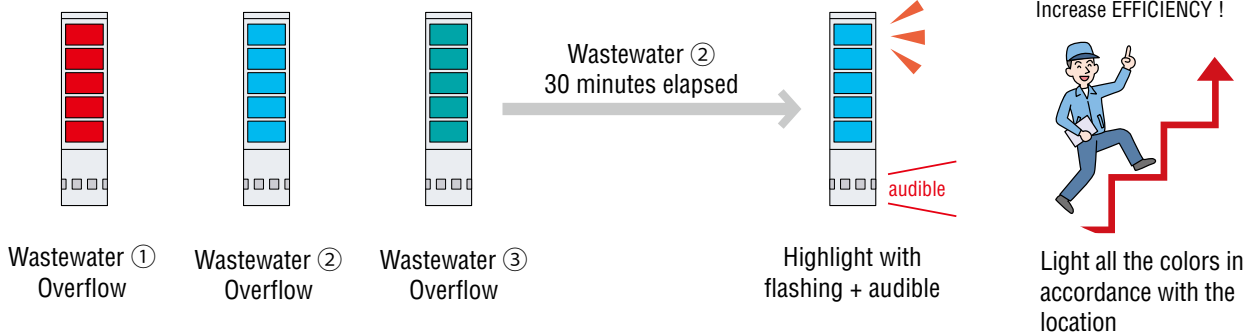 Increase EFFICIENCY !
Wastewater ②
30 minutes elapsed
audible
Wastewater ①
Overflow
Wastewater ②
Overflow
Wastewater ③
Overflow
Highlight with
flashing + audible
Light all the colors in
accordance with the
location